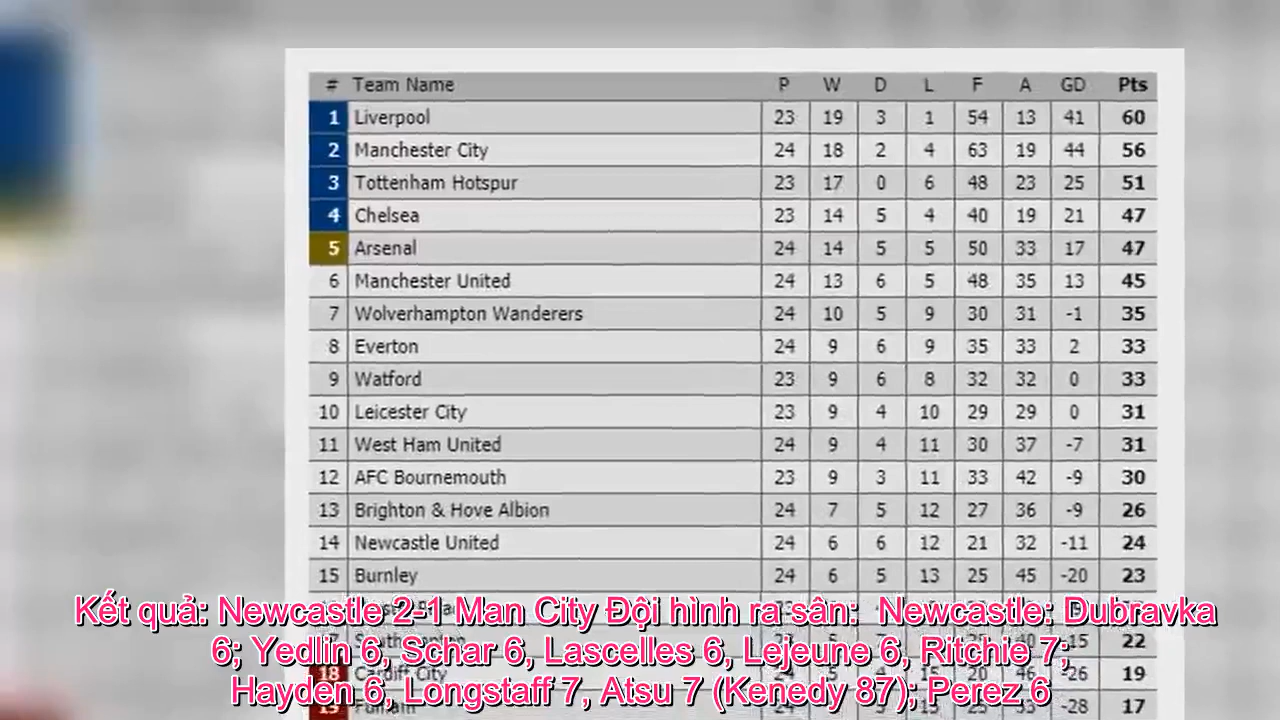 # Team Name P W D L F A GD Pts
1 Liverpool 23 19 3 1 54 13 41 60
2 Manchester City 24 18 2 4 63 19 44 56
3 Tottenham Hotspur 23 17 0 6 48 23 25 51
4 Chelsea 23 14 5 4 40 19 21 47
5 Arsenal 24 14 5 5 50 33 17 47
6 Manchester United 24 13 6 5 48 35 13 45
7 Wolverhampton Wanderers 24 10 5 9 30 31 -1 35
8 Everton 24 9 6 9 35 33 2 33
9 Watford 23 9 6 8 32 32 0 33
10 Leicester City 23 9 4 10 29 29 0 31
11 West Ham United 24 9 4 11 30 37 -7 31
12 AFC Bournemouth 23 9 3 11 33 42 -9 30
13 Brighton & Hove Albion 24 7 5 12 27 36 -9 26
14 Newcastle United 24 6 6 12 21 32 -11 24
15 Burnley 24 6 5 13 25 45 -20 23
Kết quả: Newcastle 2-1 Man City Đội hình ra sân: Newcastle: Dubravka
22
6; Yedlin 6, Schar 6, Lascelles 6, Lejeune 6, Ritchie 7;
18 Cardiff City 4 15 20 46 -26 19
Hayden 6, Longstaff 7, Atsu 7 (Kenedy 87); Perez 6
19 Fulham -28 17